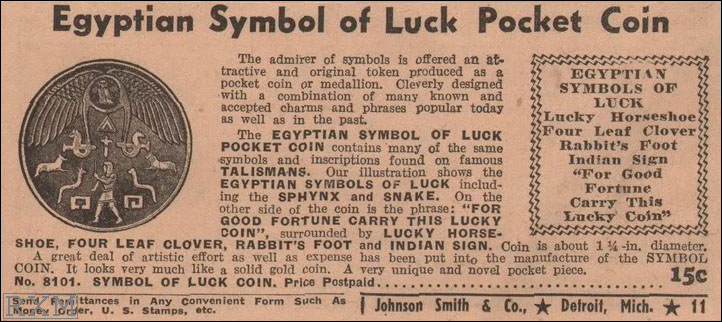 Egyptian Symbol of Luck Pocket Coin
The admirer of symbols is offered an at-
tractive and original token produced as a
pocket coin or medallion. Cleverly designed
with a combination of many known and
accepted charms and phrases popular today
as well as in the past.
The EGYPTIAN SYMBOL OF LUCK
POCKET COIN contains many of the same
symbols and inscriptions found on famous
TALISMANS. Our illustration shows the
EGYPTIAN SYMBOLS OF LUCK includ-
ing the SPHYNX and SNAKE. On the
other side of the coin is the phrase: "FOR
GOOD FORTUNE CARRY THIS LUCKY
COIN", surrounded by LUCKY HORSE-
SHOE, FOUR LEAF CLOVER, RABBIT'S FOOT and INDIAN SIGN. Coin is about 1¼-in. diameter.
A great deal of artistic effort as well as expense has been put into the manufacture of the SYMBOL
COIN. It looks very much like a solid gold coin. A very unique and novel pocket piece.
No. 8101. SYMBOL OF LUCK COIN. Price Postpaid 15c
EGYPTIAN
SYMBOLS OF
LUCK
Lucky Horseshoe
Four Leaf Clover
Rabbit's Foot
Indian Sign
"For Good
Fortune
Carry This
Lucky Coin"
Send Remittances in Any Convenient Form Such As
Money Order, U. S. Stamps, etc.
Johnson Smith & Co., ★ Detroit, Mich. ★ 11